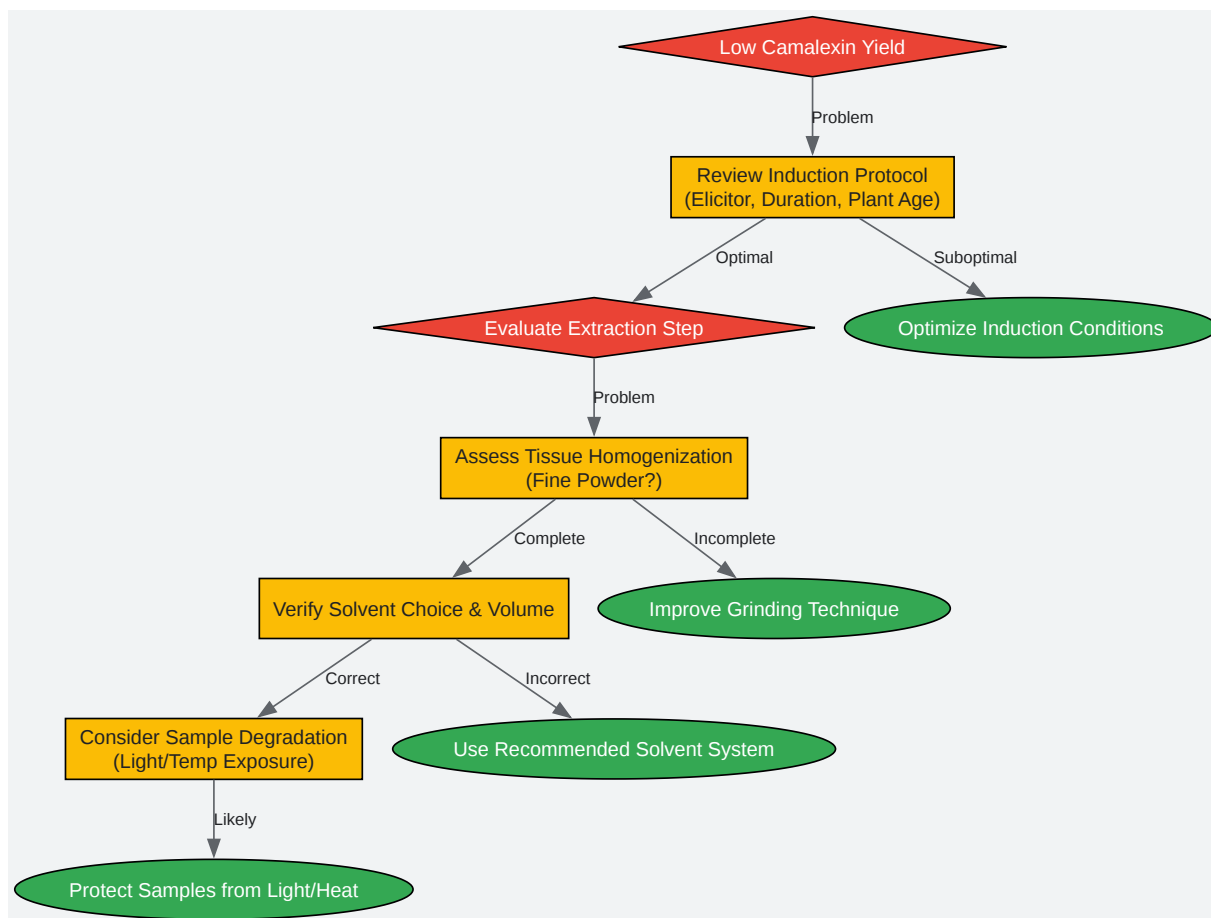 Low Camalexin Yield
Problem
Review Induction Protocol
(Elicitor, Duration, Plant Age)
Optimal
Suboptimal
Evaluate Extraction Step
Optimize Induction Conditions
Problem
Assess Tissue Homogenization
(Fine Powder?)
Complete
Incomplete
Verify Solvent Choice & Volume
Improve Grinding Technique
Correct
Incorrect
Consider Sample Degradation
(Light/Temp Exposure)
Use Recommended Solvent System
Likely
Protect Samples from Light/Heat